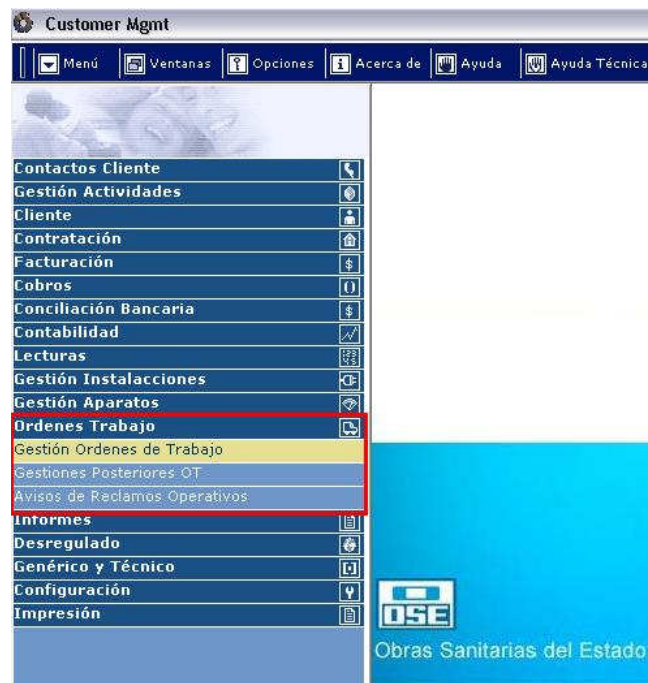 Customer Mgmt
Menú Ventanas Opciones Acerca de Ayuda Ayuda Técnica
Contactos Cliente
Gestión Actividades
Cliente
Contratación
Facturación
Cobros
Conciliación Bancaria
Contabilidad
Lecturas
Gestión Instalacciones
Gestión Aparatos
Ordenes Trabajo
Gestión Ordenes de Trabajo
Gestiones Posteriores OT
Avisos de Reclamos Operativos
Informes
Desregulado
Genérico y Técnico
Configuración
Impresión
OSE
Obras Sanitarias del Estado